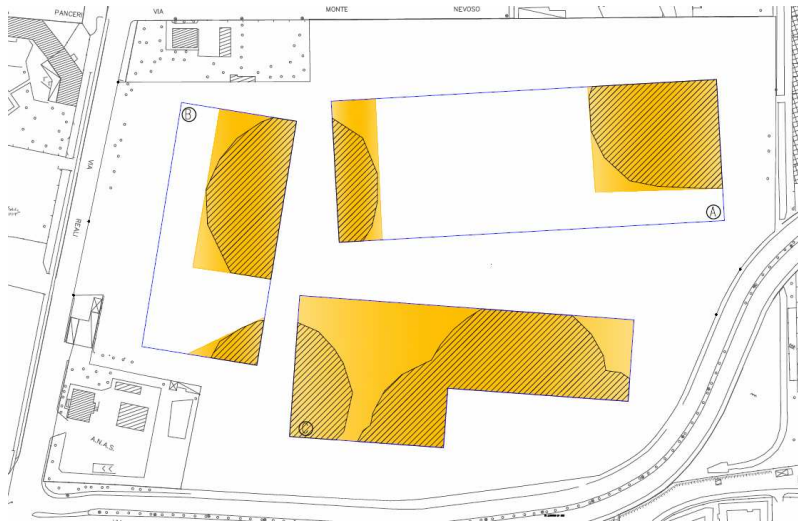 PANCERI
VIA
MONTE
NEVOSO
B
VIA
REALI
A
C
A.N.A.S.